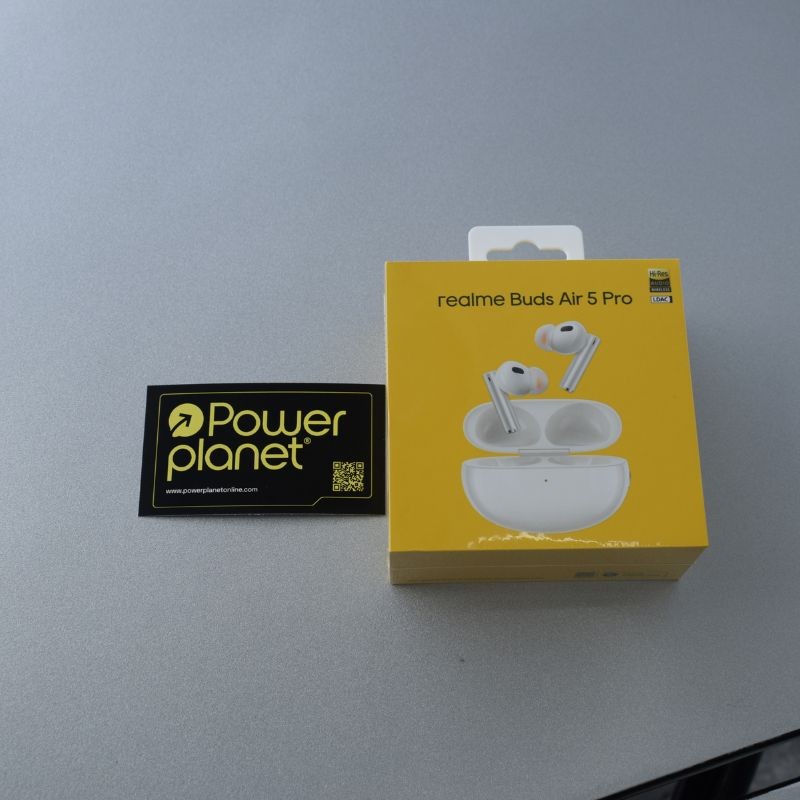 realme Buds Air 5 Pro
Hi-Res
AUDIO
WIRELESS
LDAC
Power
planet®
www.powerplanetonline.com